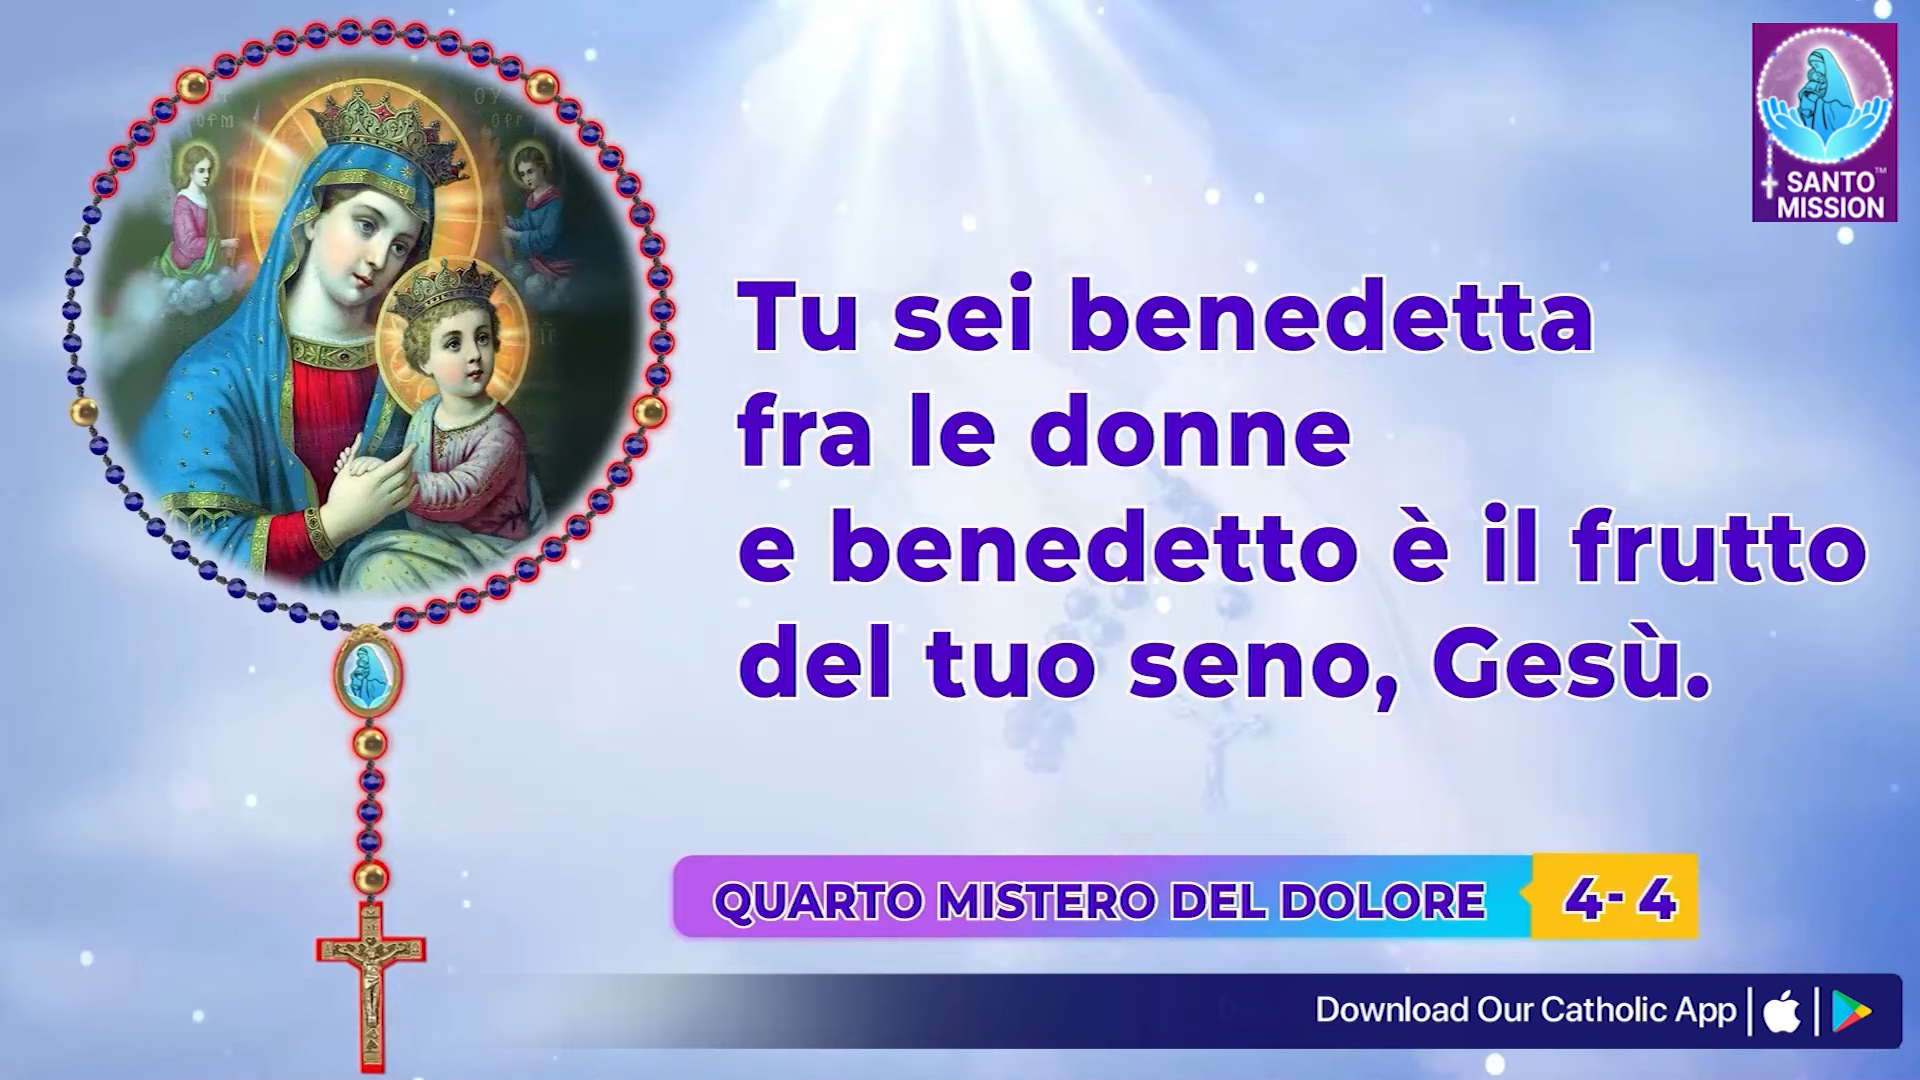 SANTO™
MISSION
Tu sei benedetta
fra le donne
e benedetto è il frutto
del tuo seno, Gesù.
QUARTO MISTERO DEL DOLORE 4- 4
Download Our Catholic App